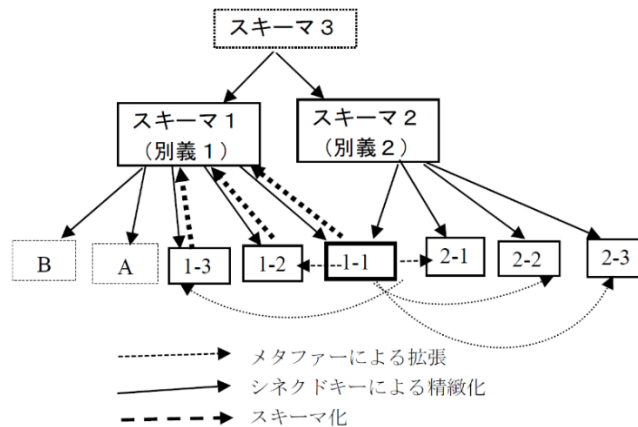 スキーマ３
スキーマ１
（別義１）
スキーマ２
（別義２）
B
A
1-3
1-2
1-1
2-1
2-2
2-3
メタファーによる拡張
シネクドキーによる精緻化
スキーマ化